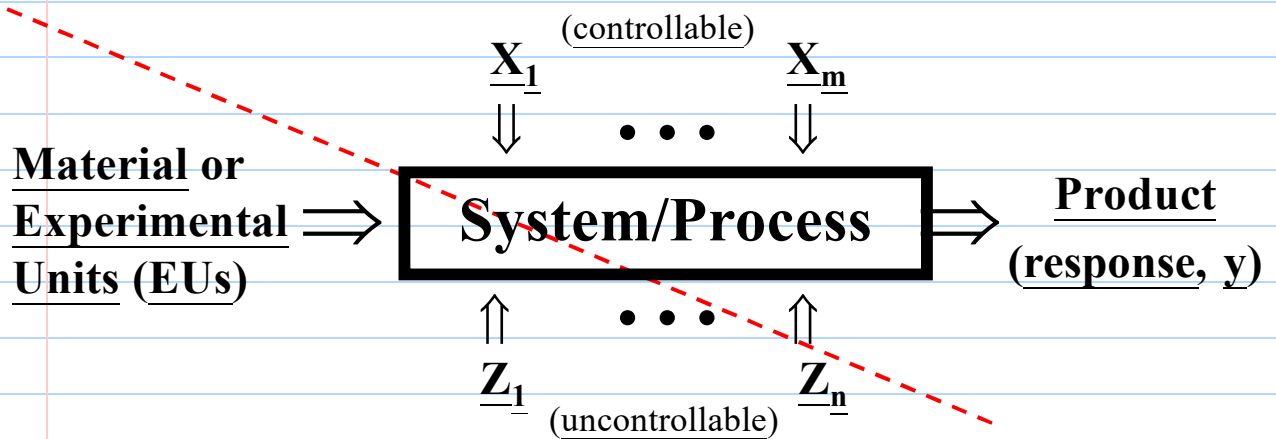 (controllable)
X1 Xm
• • •
Material or
Experimental
Units (EUs)
System/Process
Product
(response, y)
• • •
Z1 Zn
(uncontrollable)